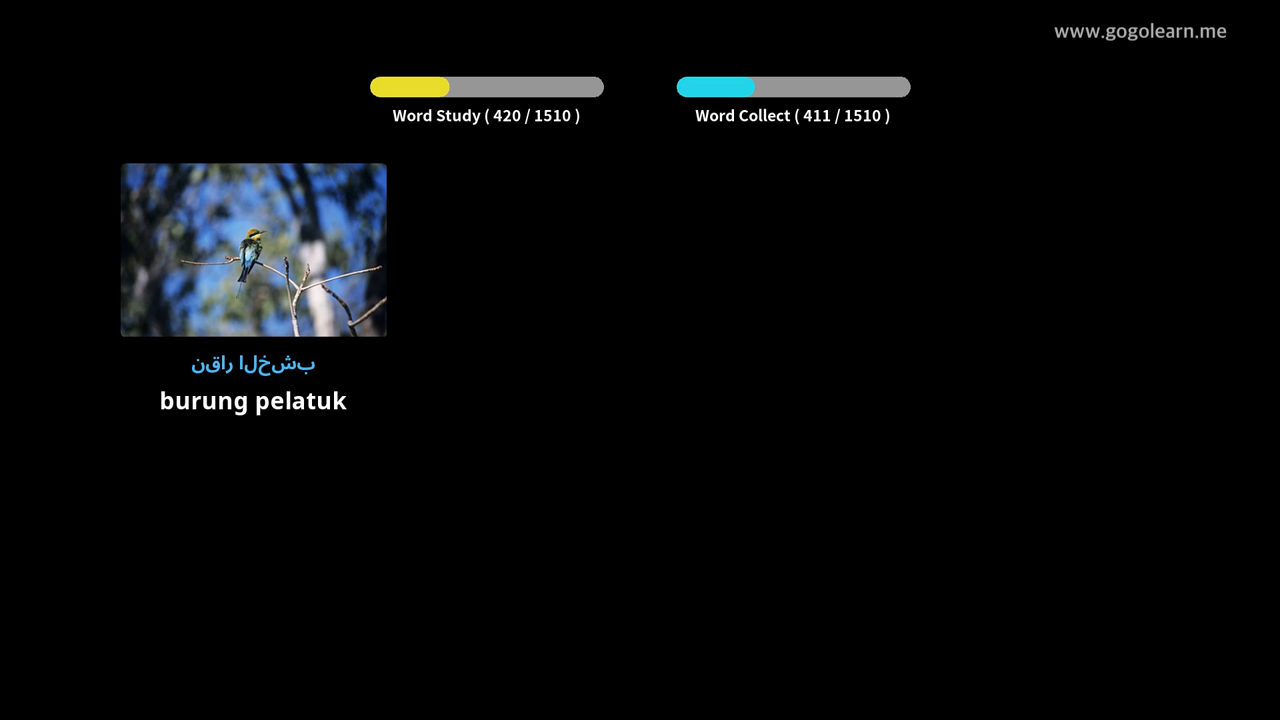 www.gogolearn.me
Word Study ( 420 / 1510 )
Word Collect ( 411 / 1510 )
نقار الخشب
burung pelatuk